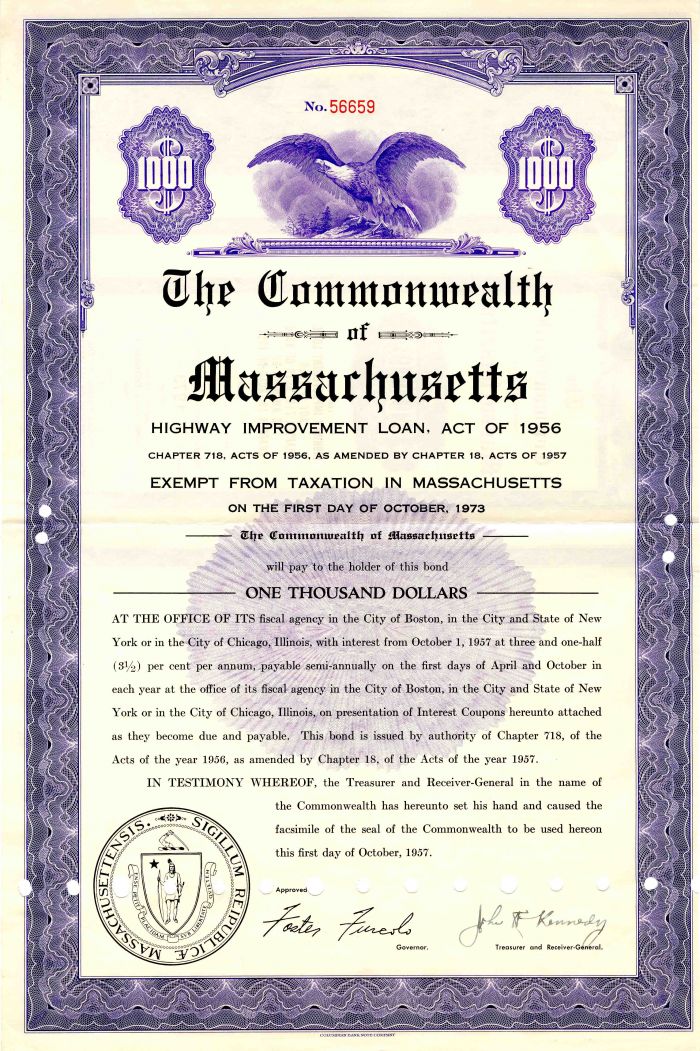 No. 56659
1000
1000
The Commonwealth
of
Massachusetts
HIGHWAY IMPROVEMENT LOAN, ACT OF 1956
CHAPTER 718, ACTS OF 1956, AS AMENDED BY CHAPTER 18, ACTS OF 1957
EXEMPT FROM TAXATION IN MASSACHUSETTS
ON THE FIRST DAY OF OCTOBER, 1973
The Commonwealth of Massachusetts
will pay to the holder of this bond
ONE THOUSAND DOLLARS
AT THE OFFICE OF ITS fiscal agency in the City of Boston, in the City and State of New
York or in the City of Chicago, Illinois, with interest from October 1, 1957 at three and one-half
(3½) per cent per annum, payable semi-annually on the first days of April and October in
each year at the office of its fiscal agency in the City of Boston, in the City and State of New
York or in the City of Chicago, Illinois, on presentation of Interest Coupons hereunto attached
as they become due and payable. This bond is issued by authority of Chapter 718, of the
Acts of the year 1956, as amended by Chapter 18, of the Acts of the year 1957.
IN TESTIMONY WHEREOF, the Treasurer and Receiver-General in the name of
the Commonwealth has hereunto set his hand and caused the
facsimile of the seal of the Commonwealth to be used hereon
this first day of October, 1957.
SIGILLUM REIPUBLICÆ MASSACHUSETTENSIS.
Approved
Foster Furcolo
Governor.
John F Kennedy
Treasurer and Receiver-General.
COLUMBIAN BANK NOTE COMPANY